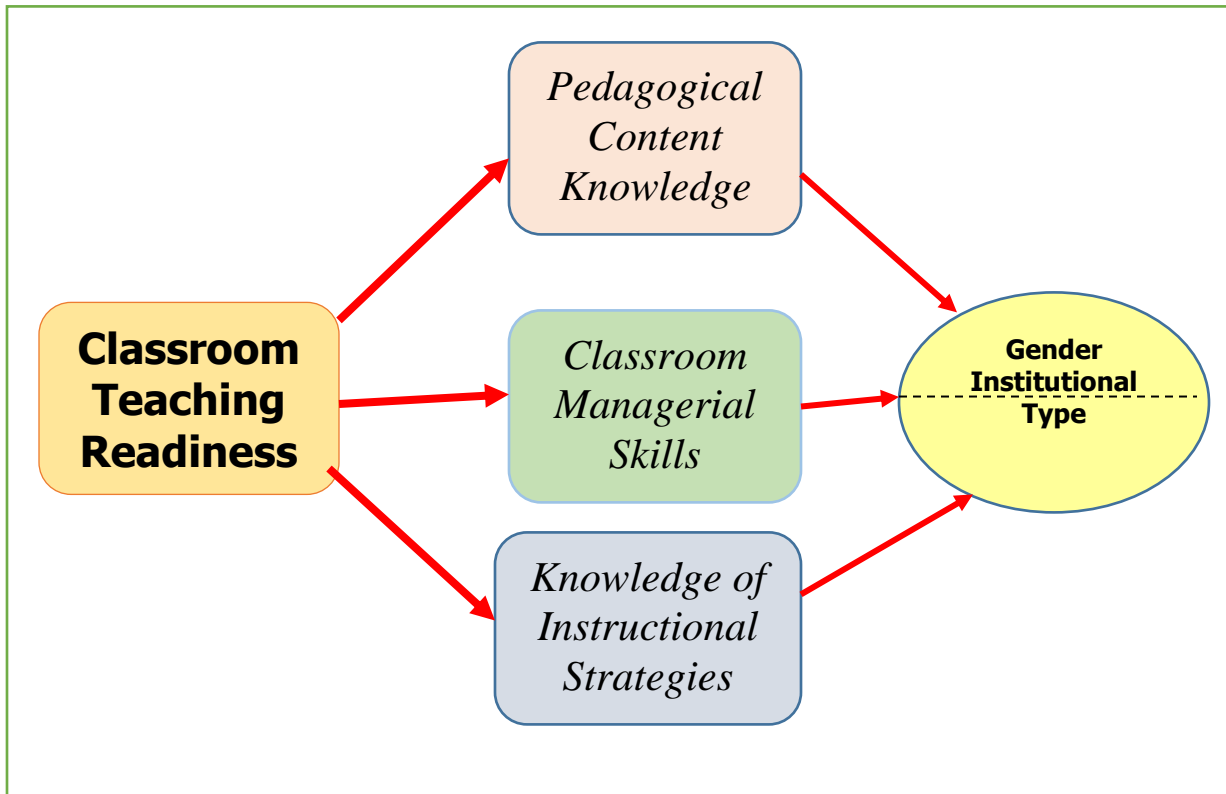 Pedagogical
Content
Knowledge
Classroom
Teaching
Readiness
Classroom
Managerial
Skills
Gender
Institutional
Type
Knowledge of
Instructional
Strategies